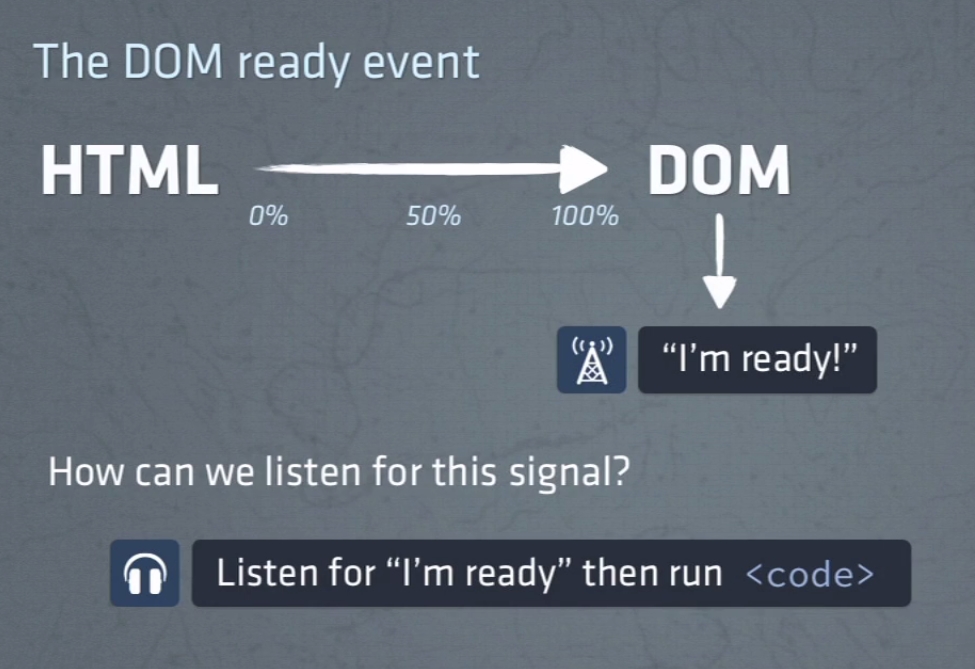 The DOM ready event
HTML
DOM
0%
50%
100%
“I’m ready!”
How can we listen for this signal?
Listen for “I’m ready” then run <code>